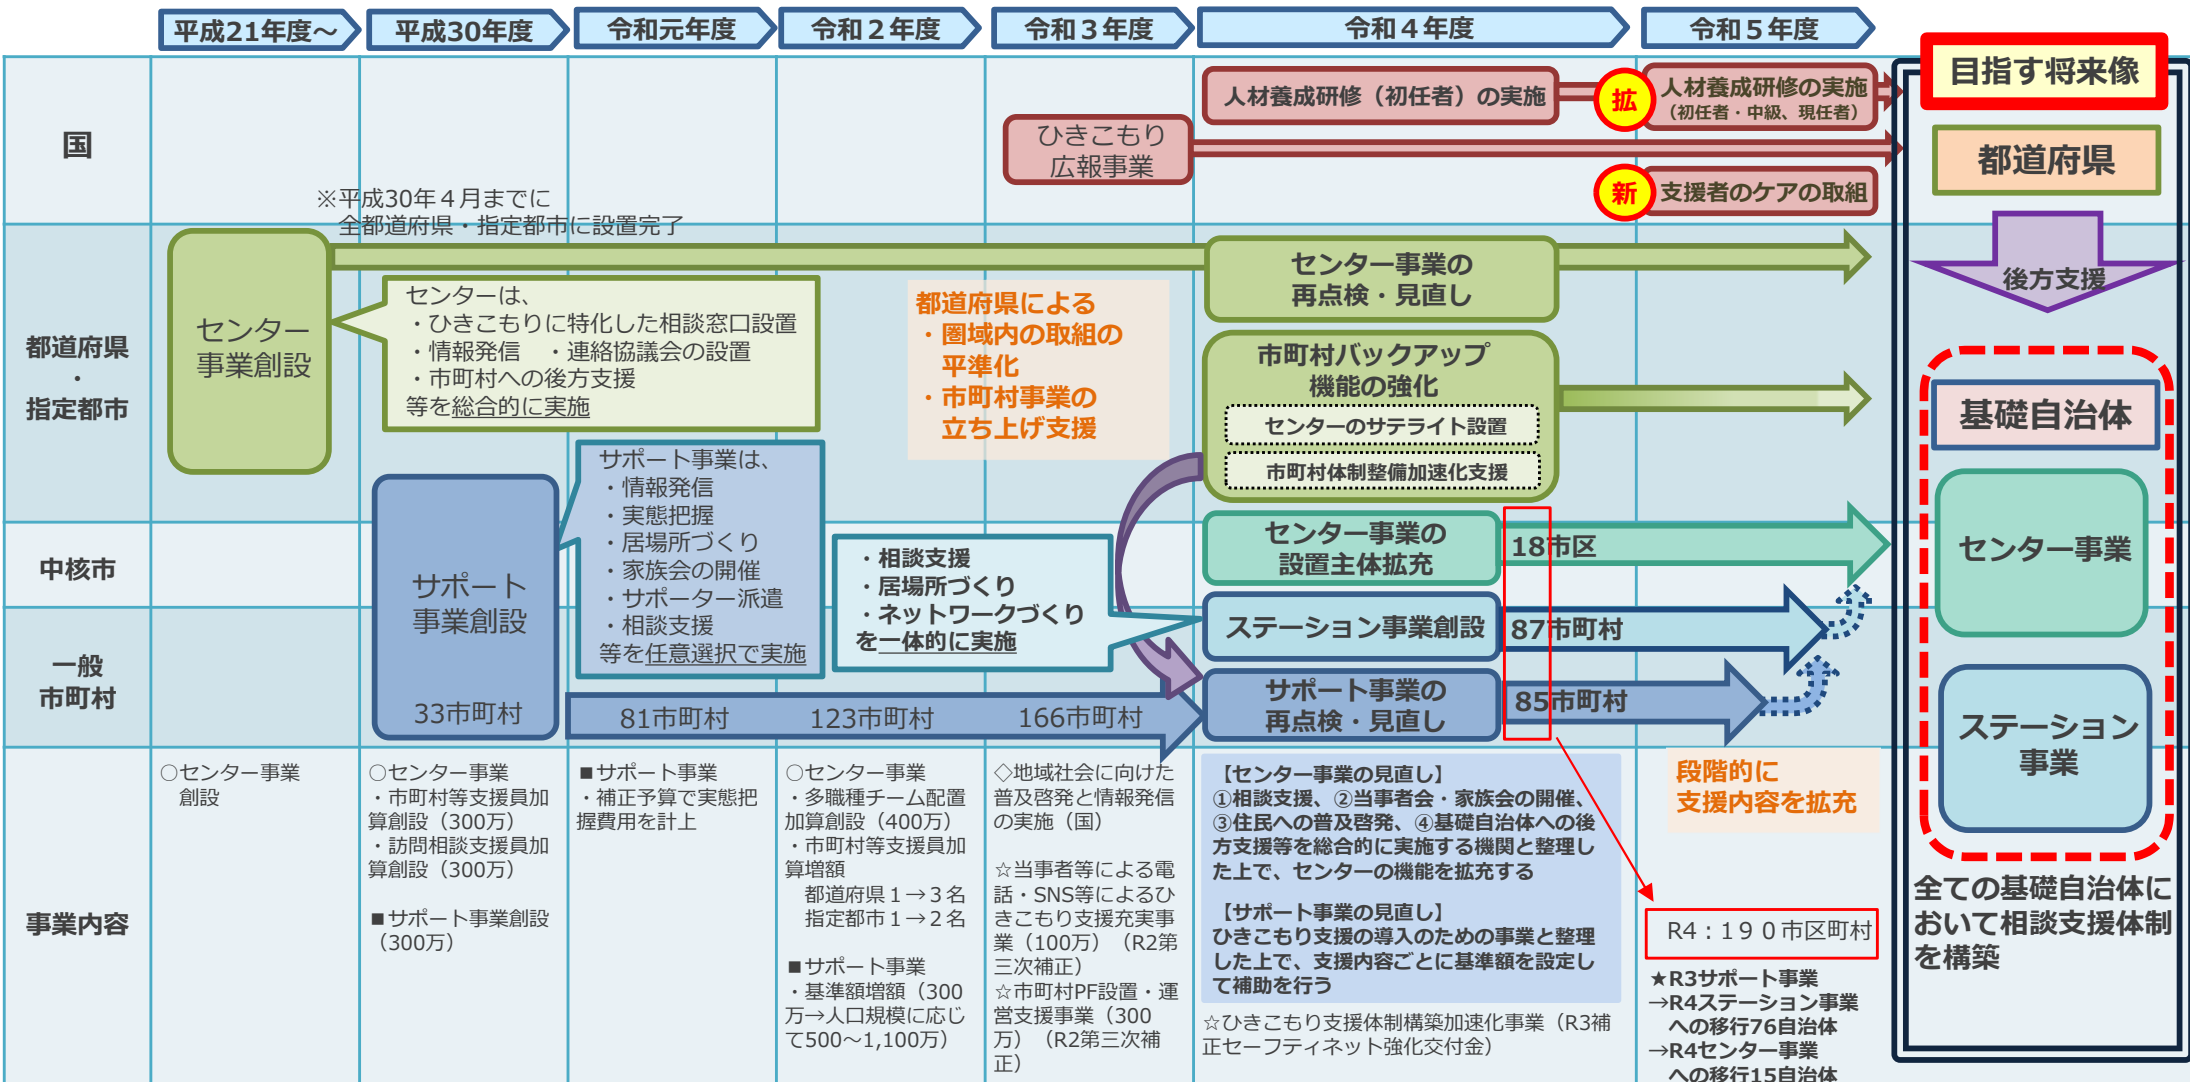 平成21年度～
平成30年度
令和元年度
令和２年度
令和３年度
令和４年度
令和５年度
国
人材養成研修（初任者）の実施
拡
人材養成研修の実施
（初任者・中級、現任者）
ひきこもり
広報事業
新
支援者のケアの取組
※平成30年４月までに
全都道府県・指定都市に設置完了
都道府県
・
指定都市
センター
事業創設
センターは、
・ひきこもりに特化した相談窓口設置
・情報発信　・連絡協議会の設置
・市町村への後方支援
等を総合的に実施
都道府県による
・圏域内の取組の
平準化
・市町村事業の
立ち上げ支援
センター事業の
再点検・見直し
市町村バックアップ
機能の強化
センターのサテライト設置
市町村体制整備加速化支援
中核市
一般
市町村
サポート
事業創設
33市町村
サポート事業は、
・情報発信
・実態把握
・居場所づくり
・家族会の開催
・サポーター派遣
・相談支援
等を任意選択で実施
・相談支援
・居場所づくり
・ネットワークづくり
を一体的に実施
センター事業の
設置主体拡充
18市区
ステーション事業創設
87市町村
81市町村
123市町村
166市町村
サポート事業の
再点検・見直し
85市町村
事業内容
○センター事業
創設
○センター事業
・市町村等支援員加
算創設（300万）
・訪問相談支援員加
算創設（300万）
■サポート事業創設
（300万）
■サポート事業
・補正予算で実態把
握費用を計上
○センター事業
・多職種チーム配置
加算創設（400万）
・市町村等支援員加
算増額
都道府県１→３名
指定都市１→２名
■サポート事業
・基準額増額（300
万→人口規模に応じ
て500～1,100万）
◇地域社会に向けた
普及啓発と情報発信
の実施（国）
☆当事者等による電
話・SNS等によるひ
きこもり支援充実事
業（100万）（R2第
三次補正）
☆市町村PF設置・運
営支援事業（300
万）（R2第三次補
正）
【センター事業の見直し】
①相談支援、②当事者会・家族会の開催、
③住民への普及啓発、④基礎自治体への後
方支援等を総合的に実施する機関と整理し
た上で、センターの機能を拡充する
【サポート事業の見直し】
ひきこもり支援の導入のための事業と整理
した上で、支援内容ごとに基準額を設定し
て補助を行う
☆ひきこもり支援体制構築加速化事業（R3補
正セーフティネット強化交付金）
段階的に
支援内容を拡充
R4：１９０市区町村
★R3サポート事業
→R4ステーション事業
への移行76自治体
→R4センター事業
への移行15自治体
目指す将来像
都道府県
後方支援
基礎自治体
センター事業
ステーション
事業
全ての基礎自治体に
おいて相談支援体制
を構築